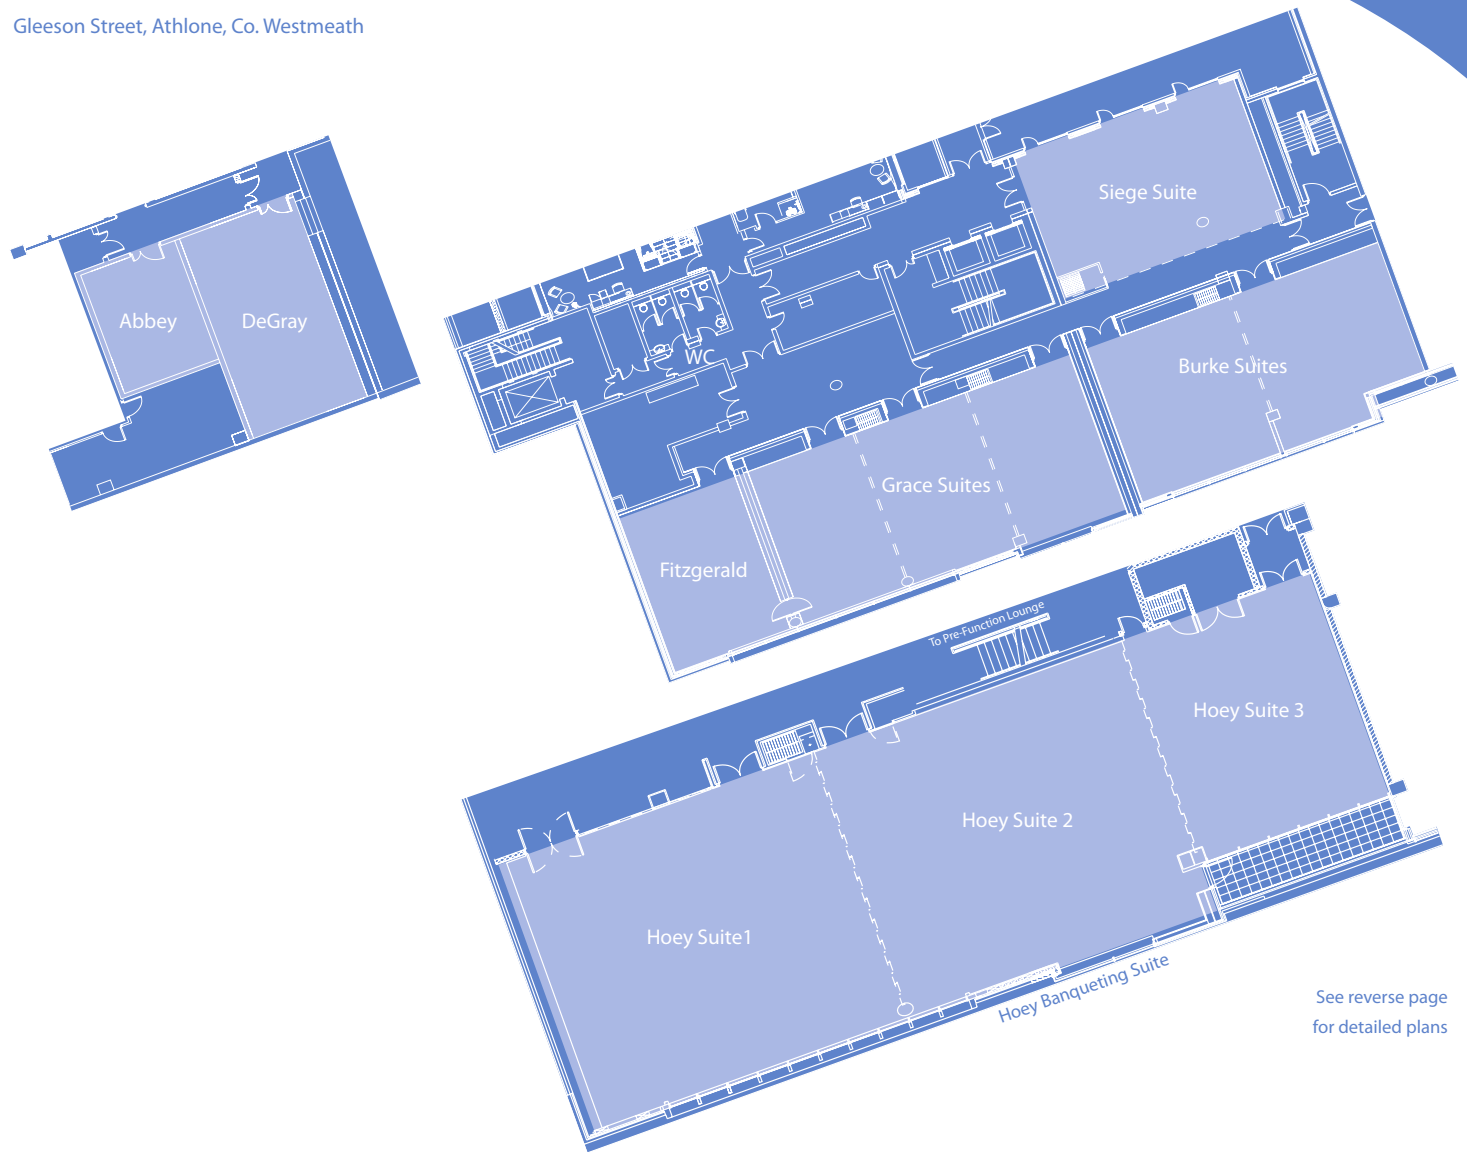 Gleeson Street, Athlone, Co. Westmeath
Siege Suite
Abbey
DeGray
WC
Burke Suites
Grace Suites
Fitzgerald
To Pre-Function Lounge
Hoey Suite 3
Hoey Suite 2
Hoey Suite1
Hoey Banqueting Suite
See reverse page
for detailed plans